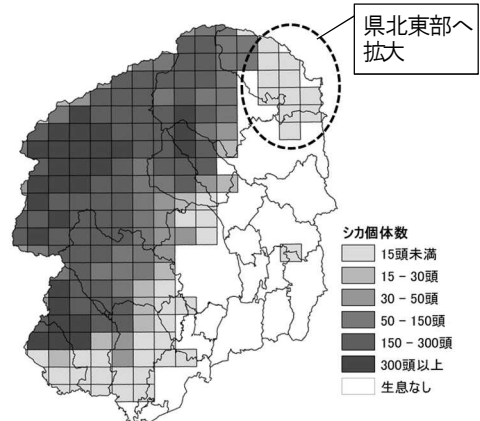 県北東部へ
拡大
シカ個体数
15頭未満
15 - 30頭
30 - 50頭
50 - 150頭
150 - 300頭
300頭以上
生息なし